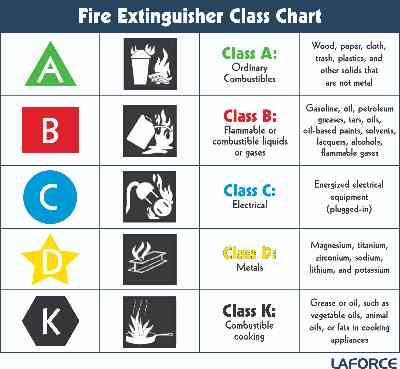 Fire Extinguisher Class Chart
A
Class A:
Ordinary
Combustibles
Wood, paper, cloth,
trash, plastics, and
other solids that
are not metal
B
Class B:
Flammable or
combustible liquids
or gases
Gasoline, oil, petroleum
greases, tars, oils,
oil-based paints, solvents,
lacquers, alcohols,
flammable gases
C
Class C:
Electrical
Energized electrical
equipment
(plugged-in)
D
Class D:
Metals
Magnesium, titanium,
zirconium, sodium,
lithium, and potassium
K
Class K:
Combustible
cooking
Grease or oil, such as
vegetable oils, animal
oils, or fats in cooking
appliances
LAFORCE